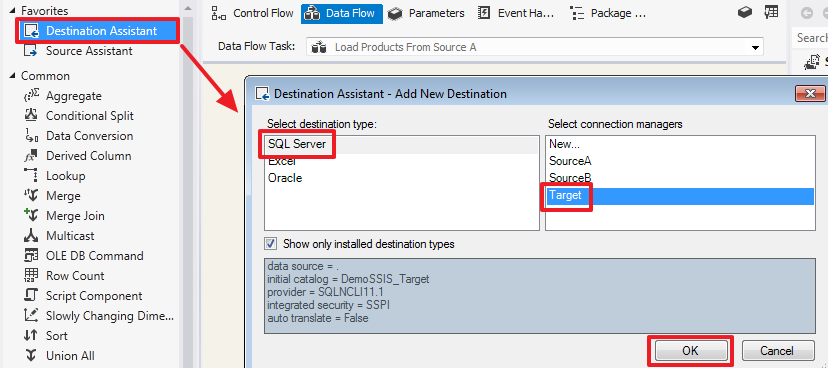 Favorites
Destination Assistant
Source Assistant
Common
Aggregate
Conditional Split
Data Conversion
Derived Column
Lookup
Merge
Merge Join
Multicast
OLE DB Command
Row Count
Script Component
Slowly Changing Dime...
Sort
Union All
Control Flow
Data Flow
Parameters
Event Ha...
Package ...
Data Flow Task:
Load Products From Source A
Search
Destination Assistant - Add New Destination
Select destination type:
SQL Server
Excel
Oracle
Select connection managers
New...
SourceA
SourceB
Target
Show only installed destination types
data source = .
initial catalog = DemoSSIS_Target
provider = SQLNCLI11.1
integrated security = SSPI
auto translate = False
OK
Cancel